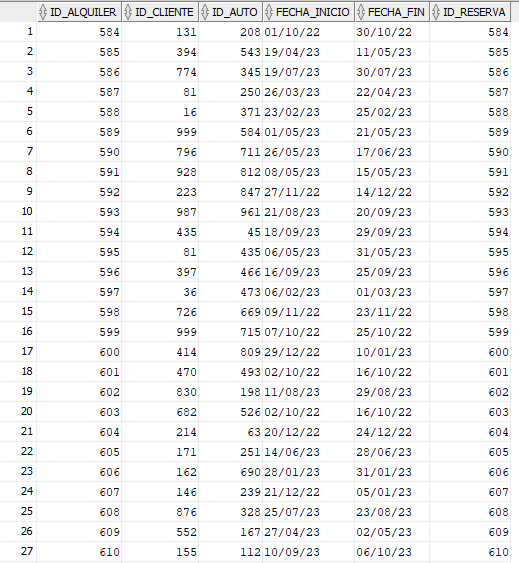 ID_ALQUILER ID_CLIENTE ID_AUTO FECHA_INICIO FECHA_FIN ID_RESERVA
1 584 131 208 01/10/22 30/10/22 584
2 585 394 543 19/04/23 11/05/23 585
3 586 774 345 19/07/23 30/07/23 586
4 587 81 250 26/03/23 22/04/23 587
5 588 16 371 23/02/23 25/02/23 588
6 589 999 584 01/05/23 21/05/23 589
7 590 796 711 26/05/23 17/06/23 590
8 591 928 812 08/05/23 15/05/23 591
9 592 223 847 27/11/22 14/12/22 592
10 593 987 961 21/08/23 20/09/23 593
11 594 435 45 18/09/23 29/09/23 594
12 595 81 435 06/05/23 31/05/23 595
13 596 397 466 16/09/23 25/09/23 596
14 597 36 473 06/02/23 01/03/23 597
15 598 726 669 09/11/22 23/11/22 598
16 599 999 715 07/10/22 25/10/22 599
17 600 414 809 29/12/22 10/01/23 600
18 601 470 493 02/10/22 16/10/22 601
19 602 830 198 11/08/23 29/08/23 602
20 603 682 526 02/10/22 16/10/22 603
21 604 214 63 20/12/22 24/12/22 604
22 605 171 251 14/06/23 28/06/23 605
23 606 162 690 28/01/23 31/01/23 606
24 607 146 239 21/12/22 05/01/23 607
25 608 876 328 25/07/23 23/08/23 608
26 609 552 167 27/04/23 02/05/23 609
27 610 155 112 10/09/23 06/10/23 610